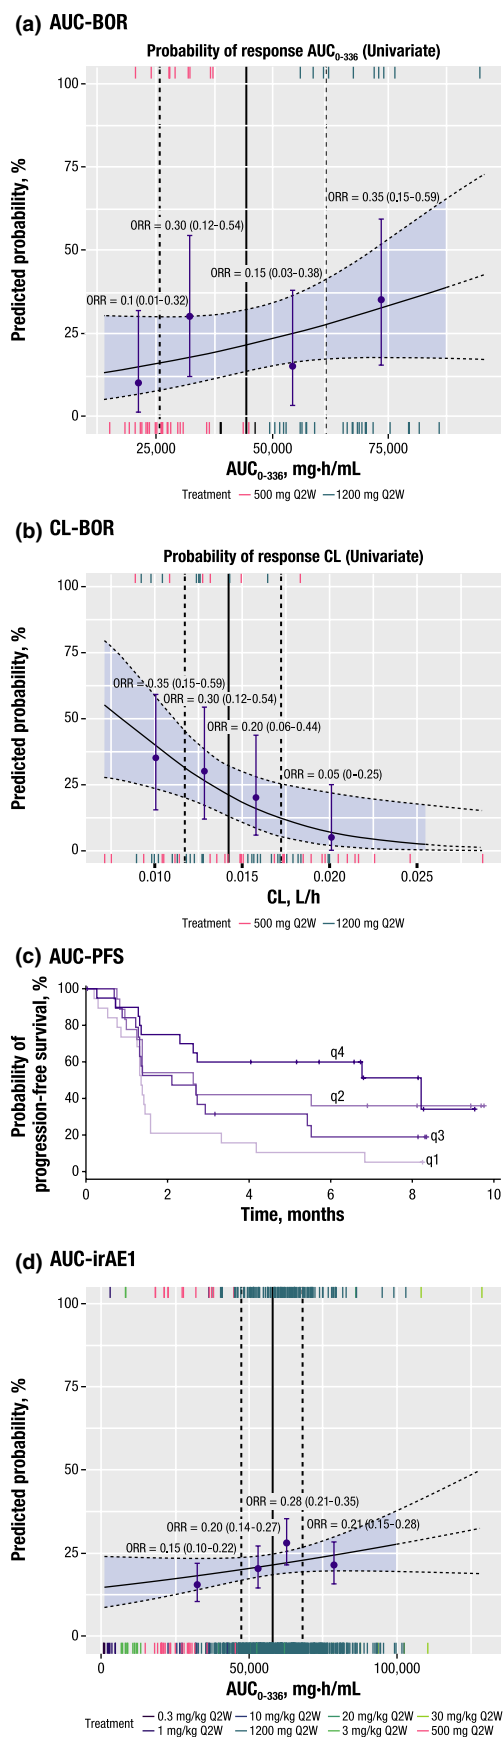 (a) AUC-BOR
Probability of response AUC0-336 (Univariate)
100
75
50
25
0
Predicted probability, %
ORR = 0.35 (0.15–0.59)
ORR = 0.30 (0.12–0.54)
ORR = 0.15 (0.03–0.38)
ORR = 0.1 (0.01–0.32)
25,000 50,000 75,000
AUC0-336, mg·h/mL
Treatment 500 mg Q2W 1200 mg Q2W
(b) CL-BOR
Probability of response CL (Univariate)
100
75
50
25
0
Predicted probability, %
ORR = 0.35 (0.15–0.59)
ORR = 0.30 (0.12–0.54)
ORR = 0.20 (0.06–0.44)
ORR = 0.05 (0–0.25)
0.010 0.015 0.020 0.025
CL, L/h
Treatment 500 mg Q2W 1200 mg Q2W
(c) AUC-PFS
Probability of
progression-free survival, %
100
80
60
40
20
0
q4
q2
q3
q1
0 2 4 6 8 10
Time, months
(d) AUC-irAE1
100
75
50
25
0
Predicted probability, %
ORR = 0.28 (0.21–0.35)
ORR = 0.20 (0.14–0.27)
ORR = 0.21 (0.15–0.28)
ORR = 0.15 (0.10–0.22)
0 50,000 100,000
AUC0-336, mg·h/mL
Treatment 0.3 mg/kg Q2W 10 mg/kg Q2W 20 mg/kg Q2W 30 mg/kg Q2W
1 mg/kg Q2W 1200 mg Q2W 3 mg/kg Q2W 500 mg Q2W